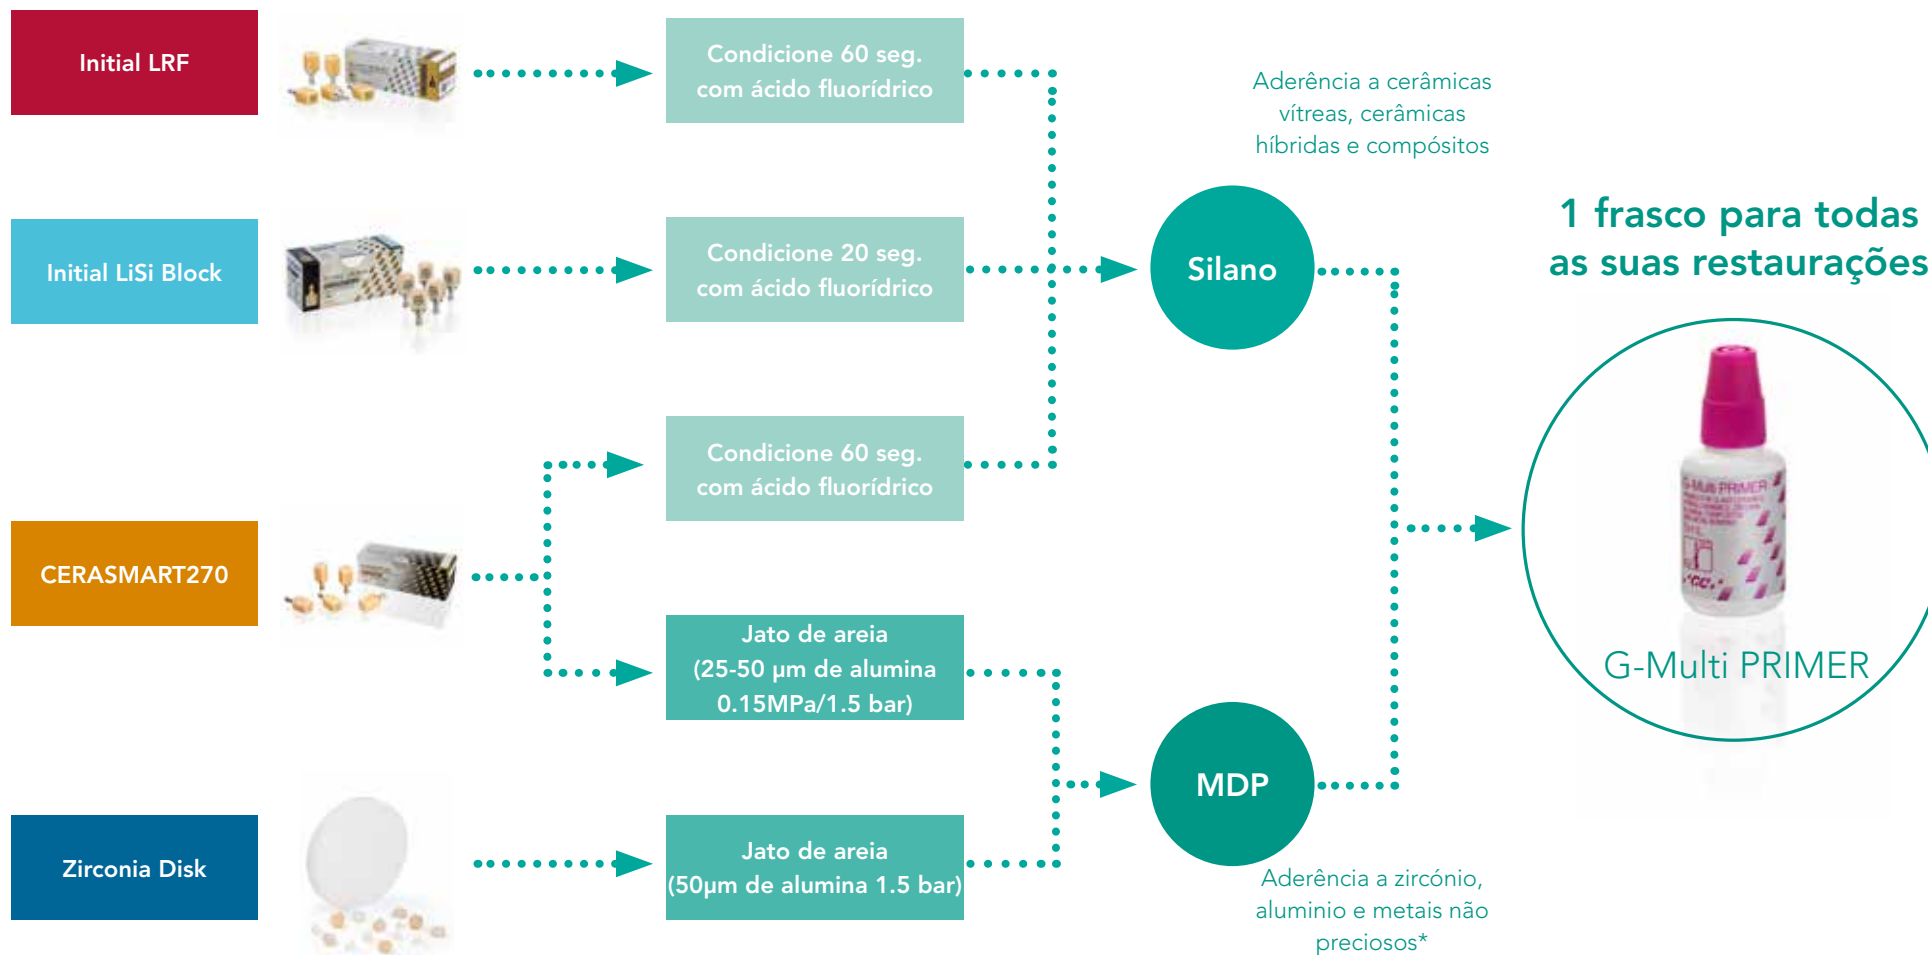 Initial LRF
Condicione 60 seg.
com ácido fluorídrico
Aderência a cerâmicas
vítreas, cerâmicas
híbridas e compósitos
Initial LiSi Block
Condicione 20 seg.
com ácido fluorídrico
Silano
1 frasco para todas
as suas restaurações
Condicione 60 seg.
com ácido fluorídrico
CERASMART270
Jato de areia
(25-50 µm de alumina
0.15MPa/1.5 bar)
G-Multi PRIMER
GC
G-Multi PRIMER
MDP
Zirconia Disk
Jato de areia
(50µm de alumina 1.5 bar)
Aderência a zircónio,
aluminio e metais não
preciosos*